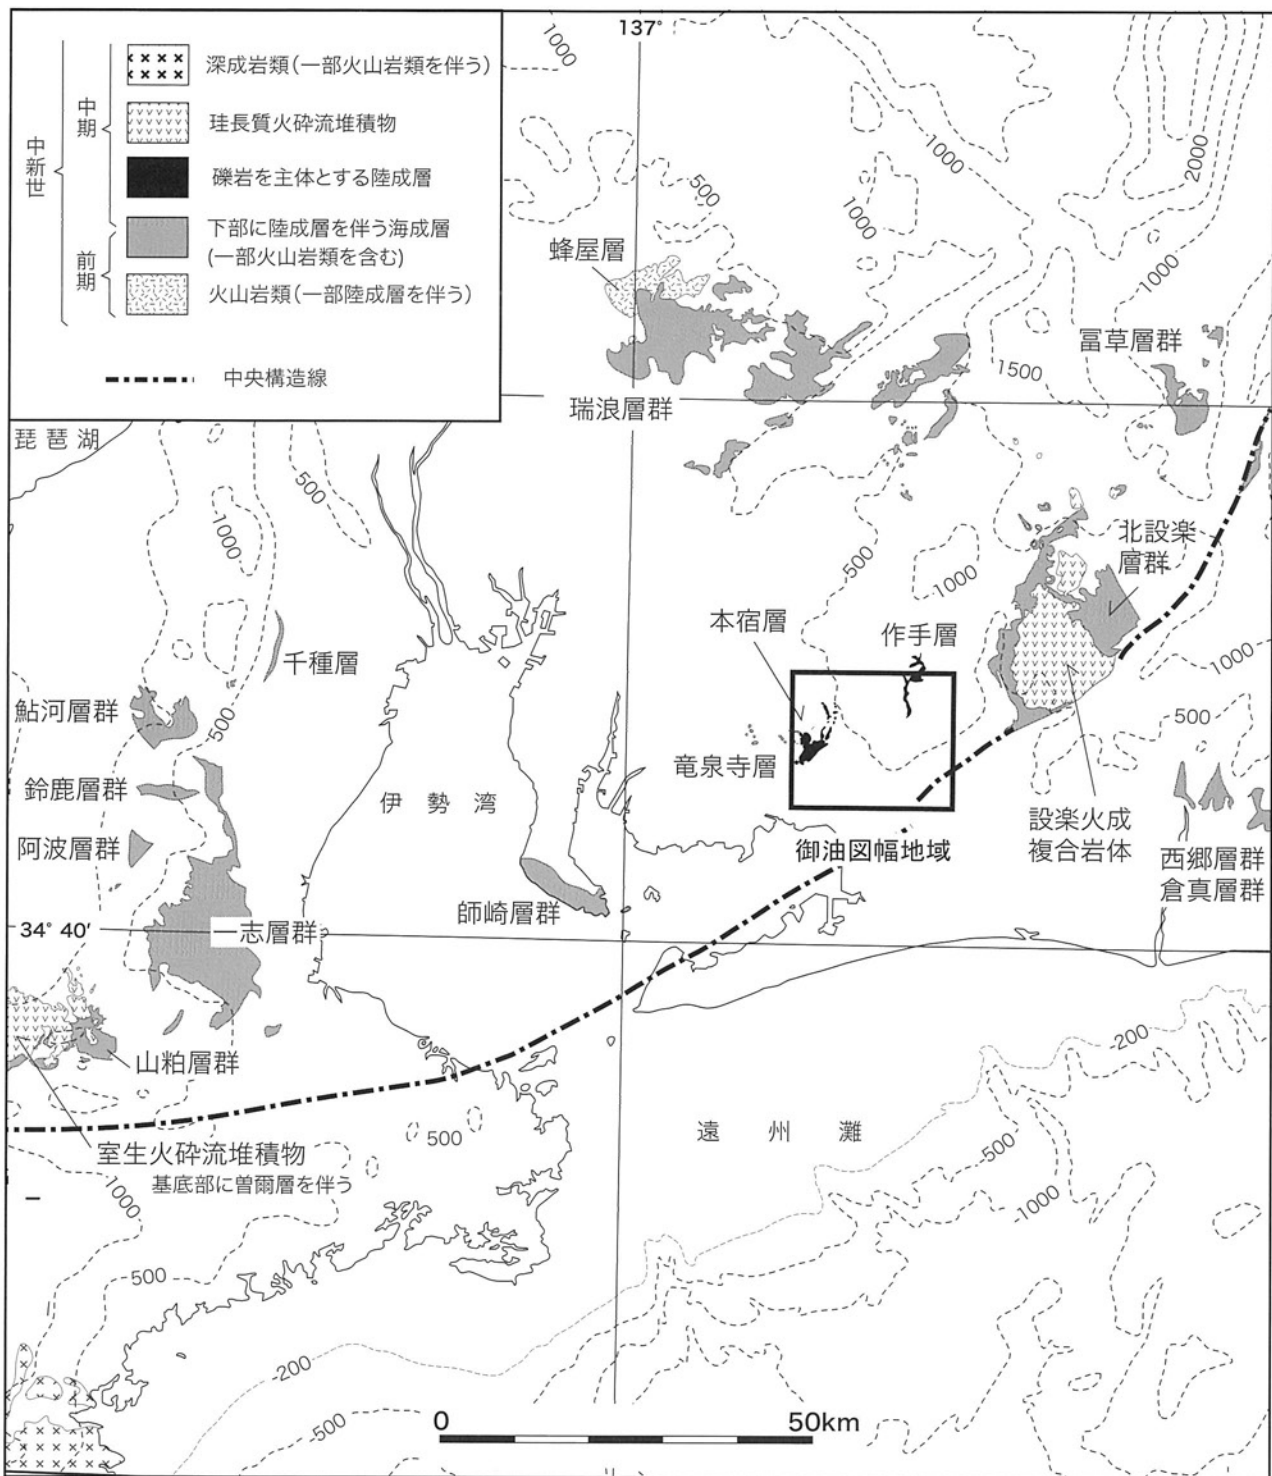 137°
深成岩類(一部火山岩類を伴う)
珪長質火砕流堆積物
礫岩を主体とする陸成層
下部に陸成層を伴う海成層
(一部火山岩類を含む)
火山岩類(一部陸成層を伴う)
中新世
中期
前期
中央構造線
1000
1000
2000
500
1000
1000
蜂屋層
冨草層群
1500
瑞浪層群
琵琶湖
500
1000
北設楽
層群
500
1000
本宿層
作手層
千種層
1000
鮎河層群
500
500
竜泉寺層
鈴鹿層群
伊勢湾
設楽火成
複合岩体
阿波層群
御油図幅地域
西郷層群
倉真層群
師崎層群
34° 40'
一志層群
-200
山粕層群
500
遠州灘
-500
室生火砕流堆積物
基底部に曽爾層を伴う
1000
-1000
500
-200
-500
0
50km